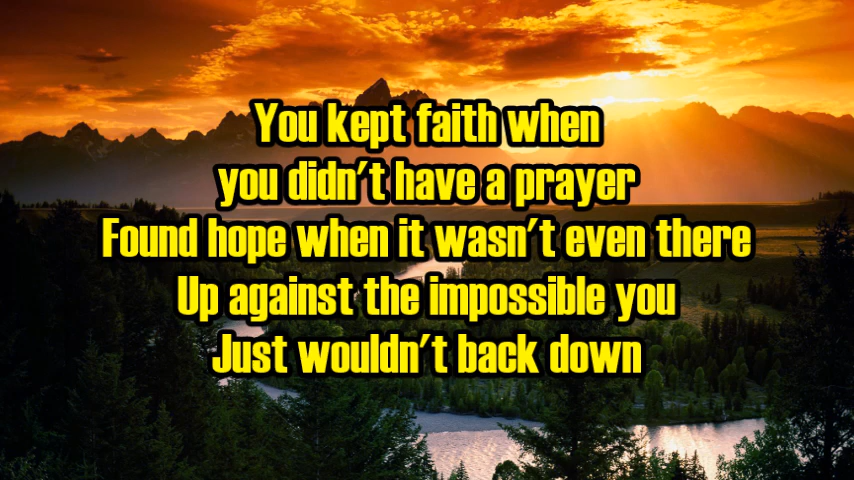 You kept faith when
you didn't have a prayer
Found hope when it wasn't even there
Up against the impossible you
Just wouldn't back down